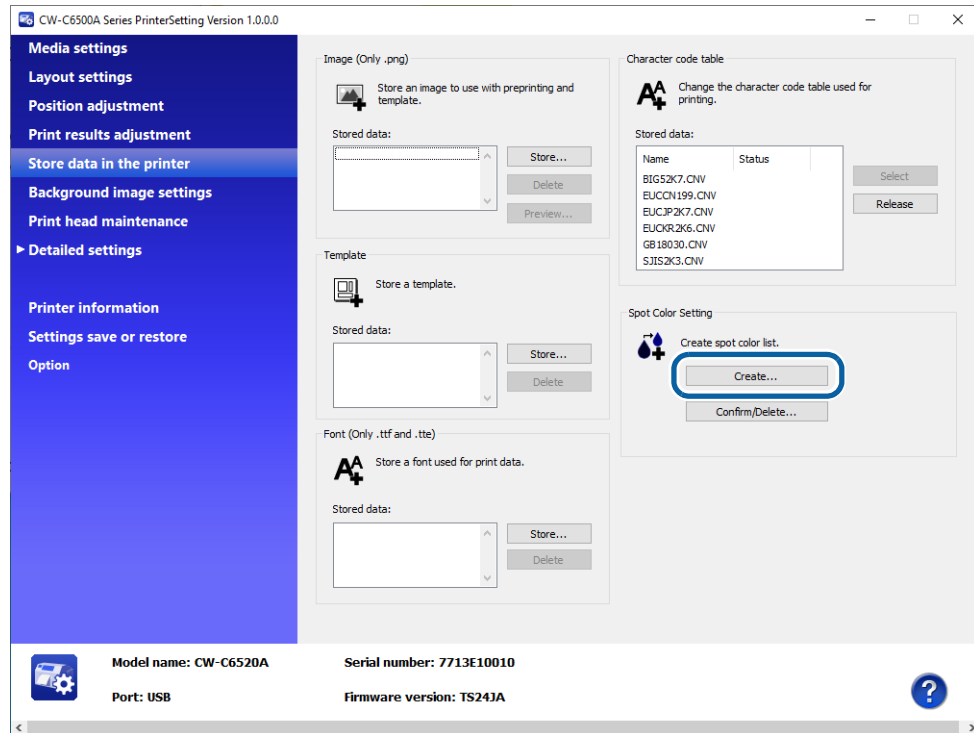 CW-C6500A Series PrinterSetting Version 1.0.0.0
Media settings
Layout settings
Position adjustment
Print results adjustment
Store data in the printer
Background image settings
Print head maintenance
Detailed settings
Printer information
Settings save or restore
Option
Image (Only .png)
Store an image to use with preprinting and
template.
Stored data:
Store...
Delete
Preview...
Template
Store a template.
Stored data:
Store...
Delete
Font (Only .ttf and .tte)
Store a font used for print data.
Stored data:
Store...
Delete
Character code table
Change the character code table used for
printing.
Stored data:
Name Status
BIG52K7.CNV
EUCCN199.CNV
EUCJP2K7.CNV
EUCKR2K6.CNV
GB18030.CNV
SJIS2K3.CNV
Select
Release
Spot Color Setting
Create spot color list.
Create...
Confirm/Delete...
Model name: CW-C6520A
Serial number: 7713E10010
Port: USB
Firmware version: TS24JA